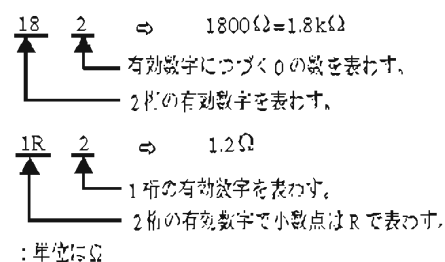 18 2 ⇨ 1800Ω=1.8kΩ
有効数字につづく0の数を表わす。
2桁の有効数字を表わす。
1R 2 ⇨ 1.2Ω
1桁の有効数字を表わす。
2桁の有効数字で小数点はRで表わす。
:単位はΩ